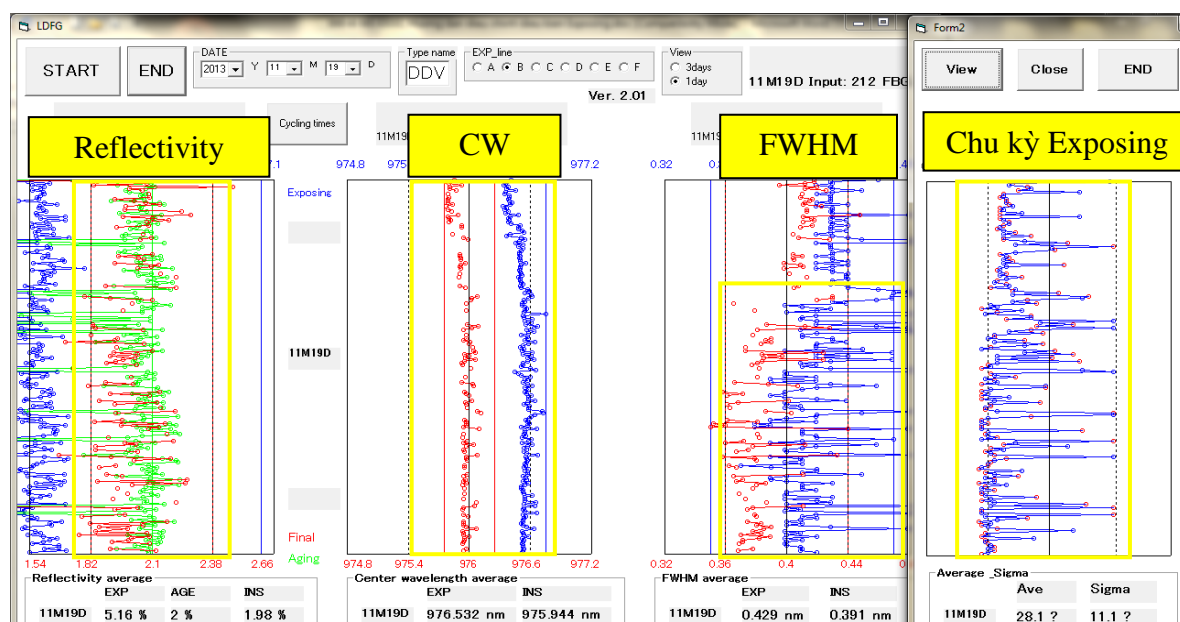 LDFG
Form2
START
END
DATE
2013 Y 11 M 19 D
Type name
DDV
EXP_line
A B C D E F
View
3days
1day
11M19D Input: 212 FBG
Ver. 2.01
View
Close
END
Cycling times
Reflectivity
CW
FWHM
Chu kỳ Exposing
974.8
977.2
0.32
Exposing
11M19D
Final
Aging
1.54 1.82 2.1 2.38 2.66
974.8 975.4 976 976.6 977.2
0.32 0.36 0.4 0.44
Reflectivity average
EXP AGE INS
11M19D 5.16 % 2 % 1.98 %
Center wavelength average
EXP INS
11M19D 976.532 nm 975.944 nm
FWHM average
EXP INS
11M19D 0.429 nm 0.391 nm
Average _Sigma
Ave Sigma
11M19D 28.1 ? 11.1 ?